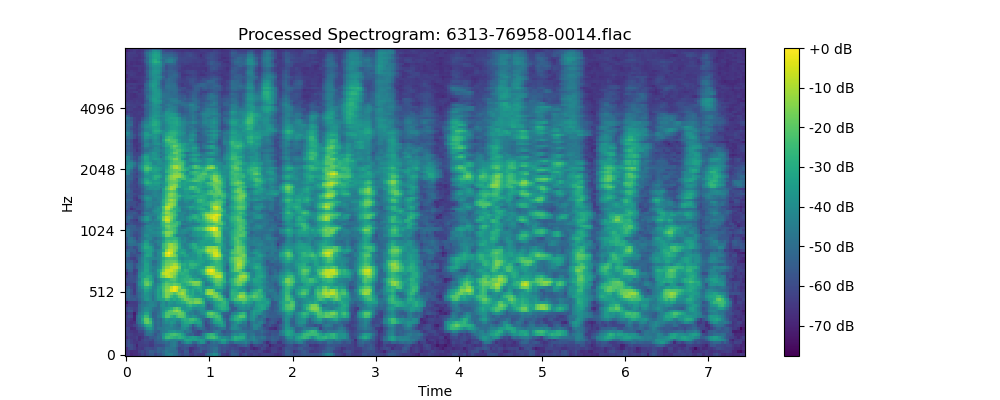 Processed Spectrogram: 6313-76958-0014.flac
Hz
4096
2048
1024
512
0
0 1 2 3 4 5 6 7
Time
+0 dB
-10 dB
-20 dB
-30 dB
-40 dB
-50 dB
-60 dB
-70 dB